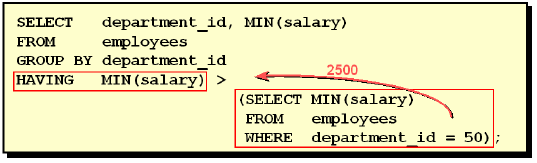 SELECT department_id, MIN(salary)
FROM employees
GROUP BY department_id
HAVING MIN(salary) >
2500
(SELECT MIN(salary)
FROM employees
WHERE department_id = 50);